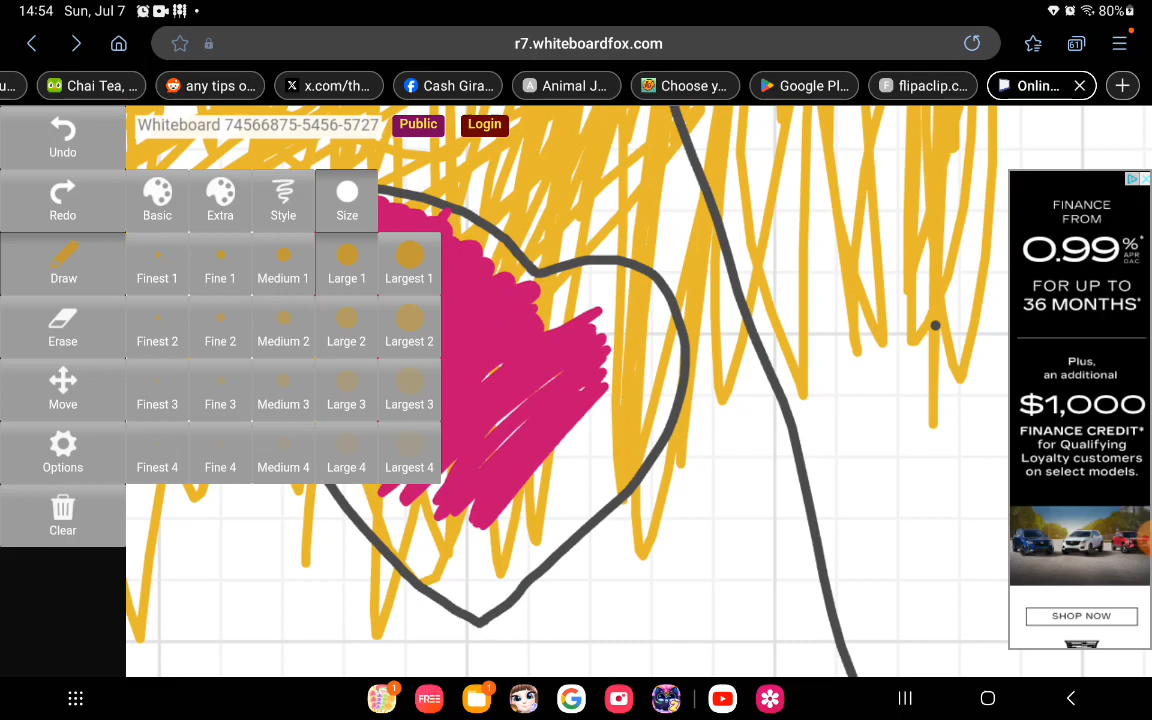 14:54 Sun, Jul 7 80%
r7.whiteboardfox.com 61
u... Chai Tea, ... any tips o... x.com/th... Cash Gira... Animal J... Choose y... Google Pl... flipaclip.c... Onlin...
Whiteboard 74566875-5456-5727 Public Login
Undo
Redo Basic Extra Style Size
Draw Finest 1 Fine 1 Medium 1 Large 1 Largest 1
Erase Finest 2 Fine 2 Medium 2 Large 2 Largest 2
Move Finest 3 Fine 3 Medium 3 Large 3 Largest 3
Options Finest 4 Fine 4 Medium 4 Large 4 Largest 4
Clear
FINANCE
FROM
0.99%*
APR
O.A.C.
FOR UP TO
36 MONTHS*
Plus,
an additional
$1,000
FINANCE CREDIT*
for Qualifying
Loyalty customers
on select models.
SHOP NOW
1 FREE 1